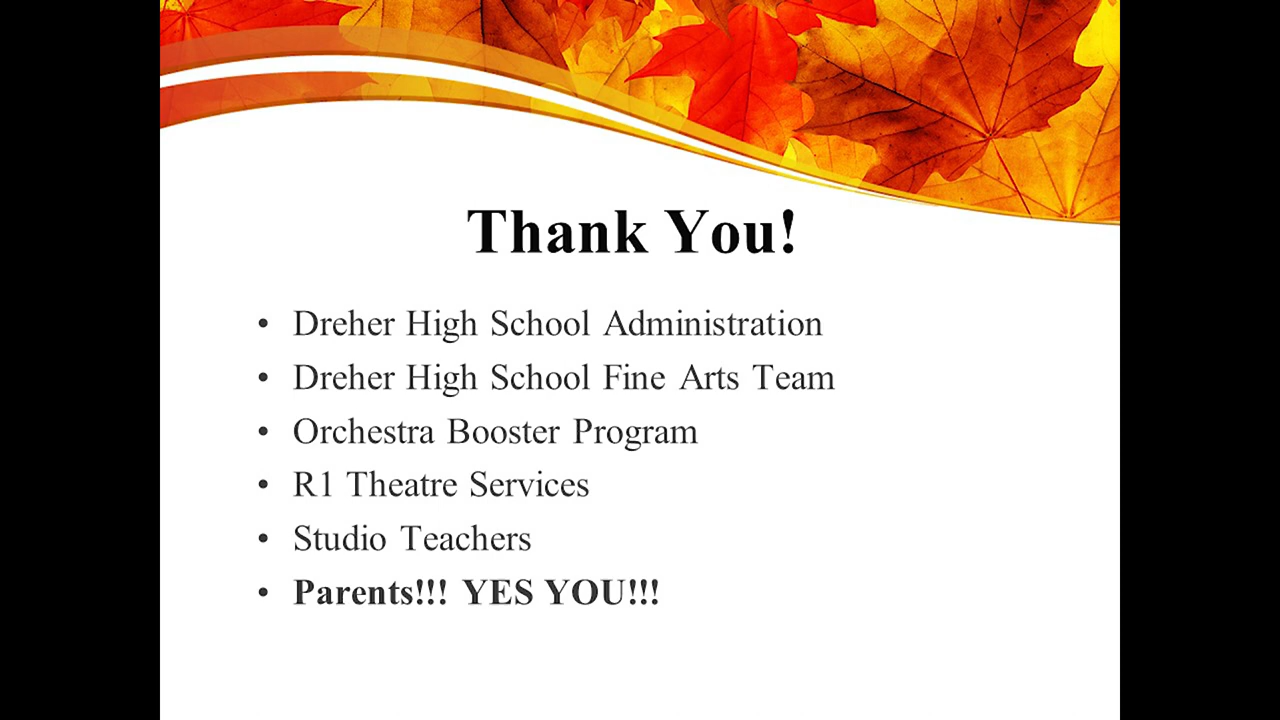 Thank You!
• Dreher High School Administration
• Dreher High School Fine Arts Team
• Orchestra Booster Program
• R1 Theatre Services
• Studio Teachers
• Parents!!! YES YOU!!!